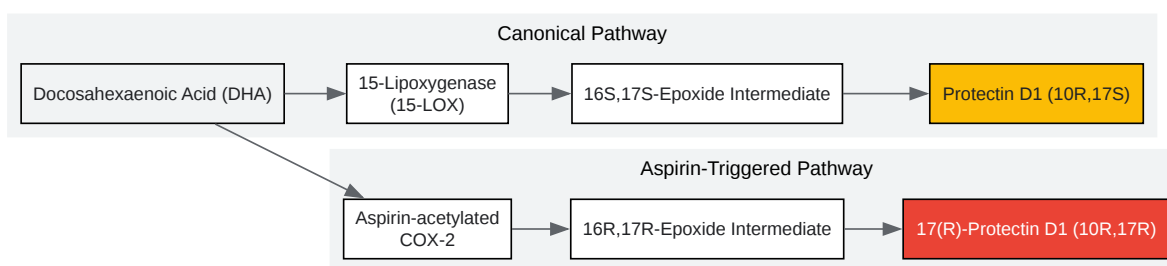 Canonical Pathway
Docosahexaenoic Acid (DHA)
15-Lipoxygenase
(15-LOX)
16S,17S-Epoxide Intermediate
Protectin D1 (10R,17S)
Aspirin-Triggered Pathway
Aspirin-acetylated
COX-2
16R,17R-Epoxide Intermediate
17(R)-Protectin D1 (10R,17R)